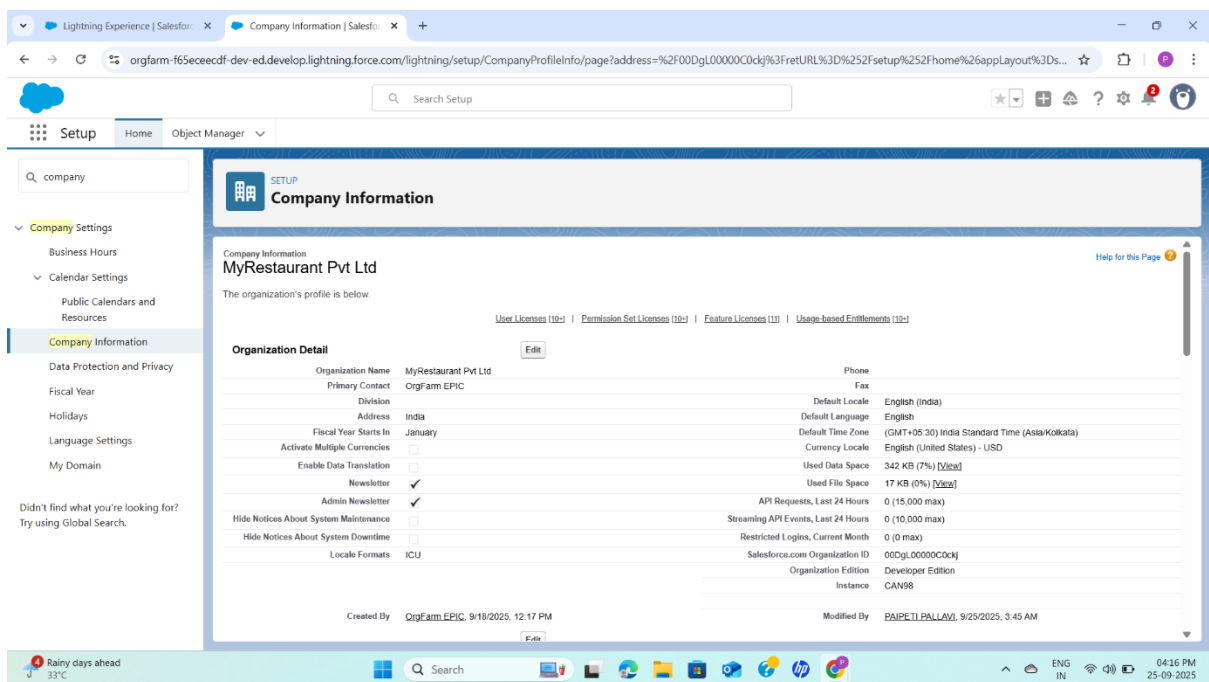 Lightning Experience | Salesforc
Company Information | Salesfo
orgfarm-f65eceecdf-dev-ed.develop.lightning.force.com/lightning/setup/CompanyProfileInfo/page?address=%2F00DgL00000C0ckj%3FretURL%3D%252Fsetup%252Fhome%26appLayout%3Ds...
P
Search Setup
2
Setup
Home
Object Manager
company
Company Settings
Business Hours
Calendar Settings
Public Calendars and
Resources
Company Information
Data Protection and Privacy
Fiscal Year
Holidays
Language Settings
My Domain
Didn't find what you're looking for?
Try using Global Search.
SETUP
Company Information
Company Information
MyRestaurant Pvt Ltd
Help for this Page ?
The organization's profile is below.
User Licenses [10+] | Permission Set Licenses [10+] | Feature Licenses [11] | Usage-based Entitlements [10+]
Organization Detail Edit
Organization Name MyRestaurant Pvt Ltd Phone
Primary Contact OrgFarm EPIC Fax
Division Default Locale English (India)
Address India Default Language English
Fiscal Year Starts In January Default Time Zone (GMT+05:30) India Standard Time (Asia/Kolkata)
Activate Multiple Currencies Currency Locale English (United States) - USD
Enable Data Translation Used Data Space 342 KB (7%) [View]
Newsletter Used File Space 17 KB (0%) [View]
Admin Newsletter API Requests, Last 24 Hours 0 (15,000 max)
Hide Notices About System Maintenance Streaming API Events, Last 24 Hours 0 (10,000 max)
Hide Notices About System Downtime Restricted Logins, Current Month 0 (0 max)
Locale Formats ICU Salesforce.com Organization ID 00DgL00000C0ckj
Organization Edition Developer Edition
Instance CAN98
Created By OrgFarm EPIC, 9/18/2025, 12:17 PM Modified By PAIPETI PALLAVI, 9/25/2025, 3:45 AM
Edit
4
Rainy days ahead
33°C
Search
P
ENG
IN
04:16 PM
25-09-2025